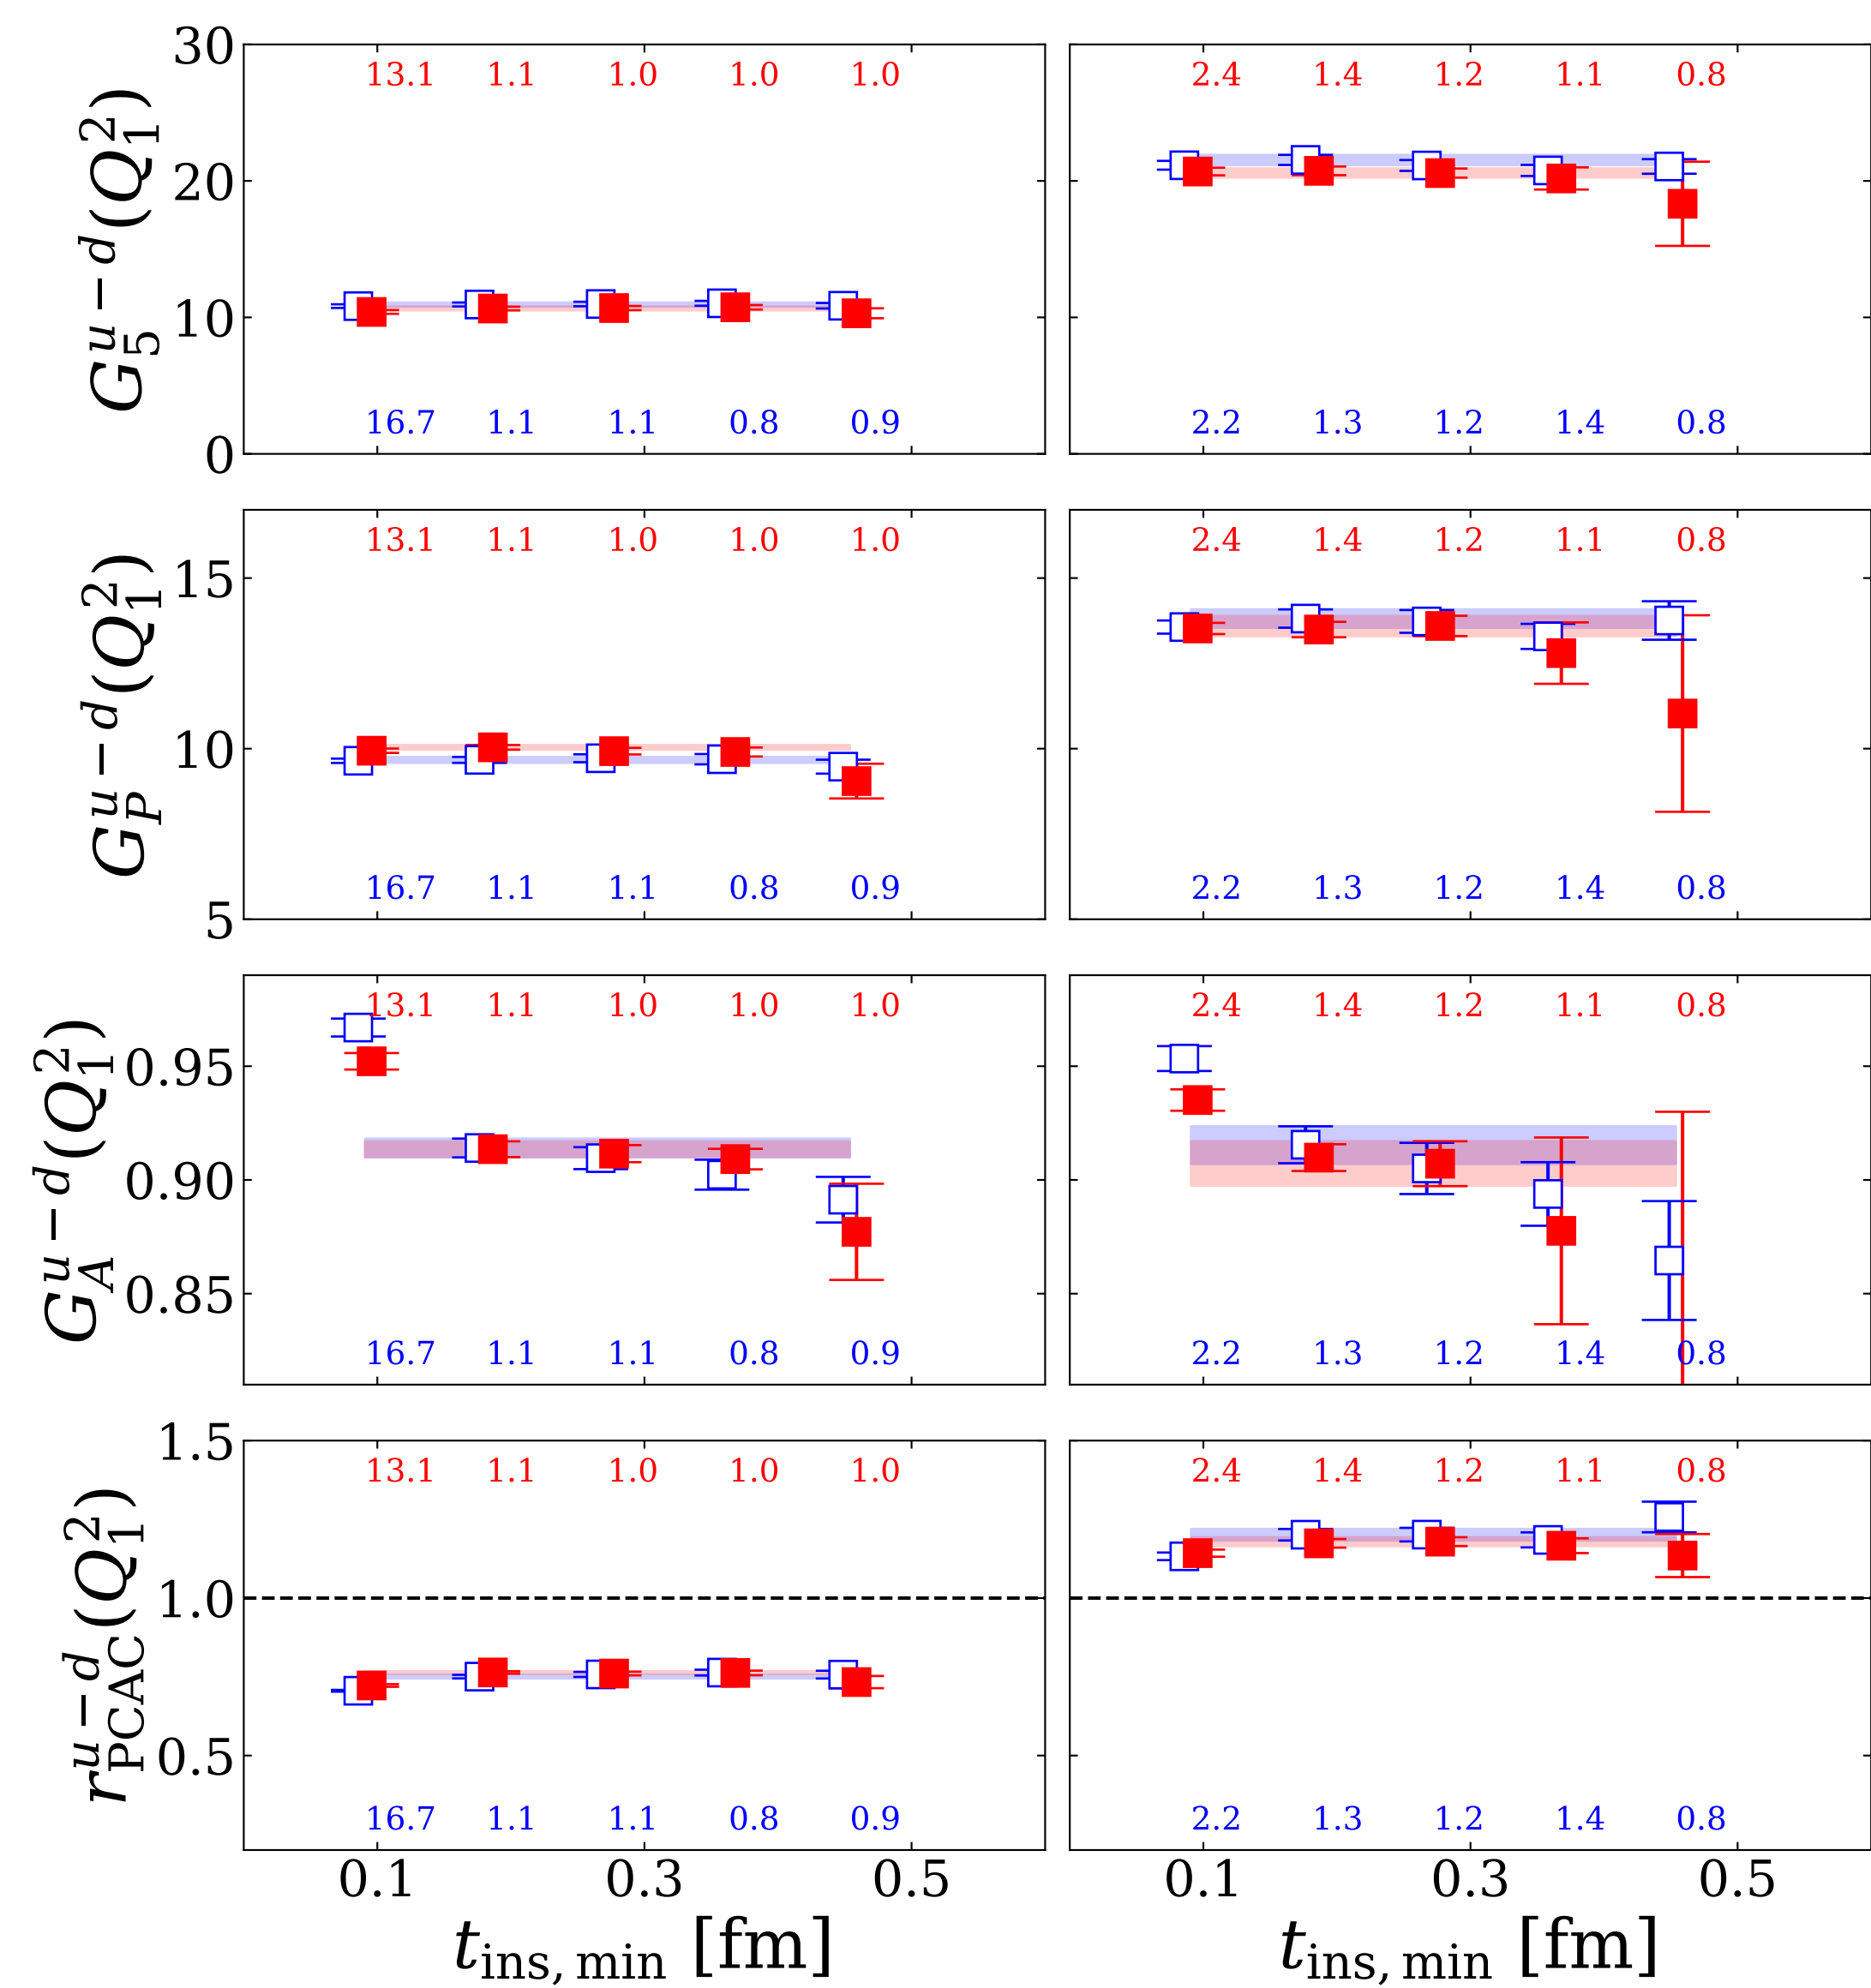 30
20
10
0
G_5^{u-d}(Q_1^2)
13.1 1.1 1.0 1.0 1.0
16.7 1.1 1.1 0.8 0.9
2.4 1.4 1.2 1.1 0.8
2.2 1.3 1.2 1.4 0.8
15
10
5
G_P^{u-d}(Q_1^2)
13.1 1.1 1.0 1.0 1.0
16.7 1.1 1.1 0.8 0.9
2.4 1.4 1.2 1.1 0.8
2.2 1.3 1.2 1.4 0.8
0.95
0.90
0.85
G_A^{u-d}(Q_1^2)
13.1 1.1 1.0 1.0 1.0
16.7 1.1 1.1 0.8 0.9
2.4 1.4 1.2 1.1 0.8
2.2 1.3 1.2 1.4 0.8
1.5
1.0
0.5
r_{PCAC}^{u-d}(Q_1^2)
13.1 1.1 1.0 1.0 1.0
16.7 1.1 1.1 0.8 0.9
2.4 1.4 1.2 1.1 0.8
2.2 1.3 1.2 1.4 0.8
0.1 0.3 0.5
0.1 0.3 0.5
t_{ins, min} [fm]
t_{ins, min} [fm]